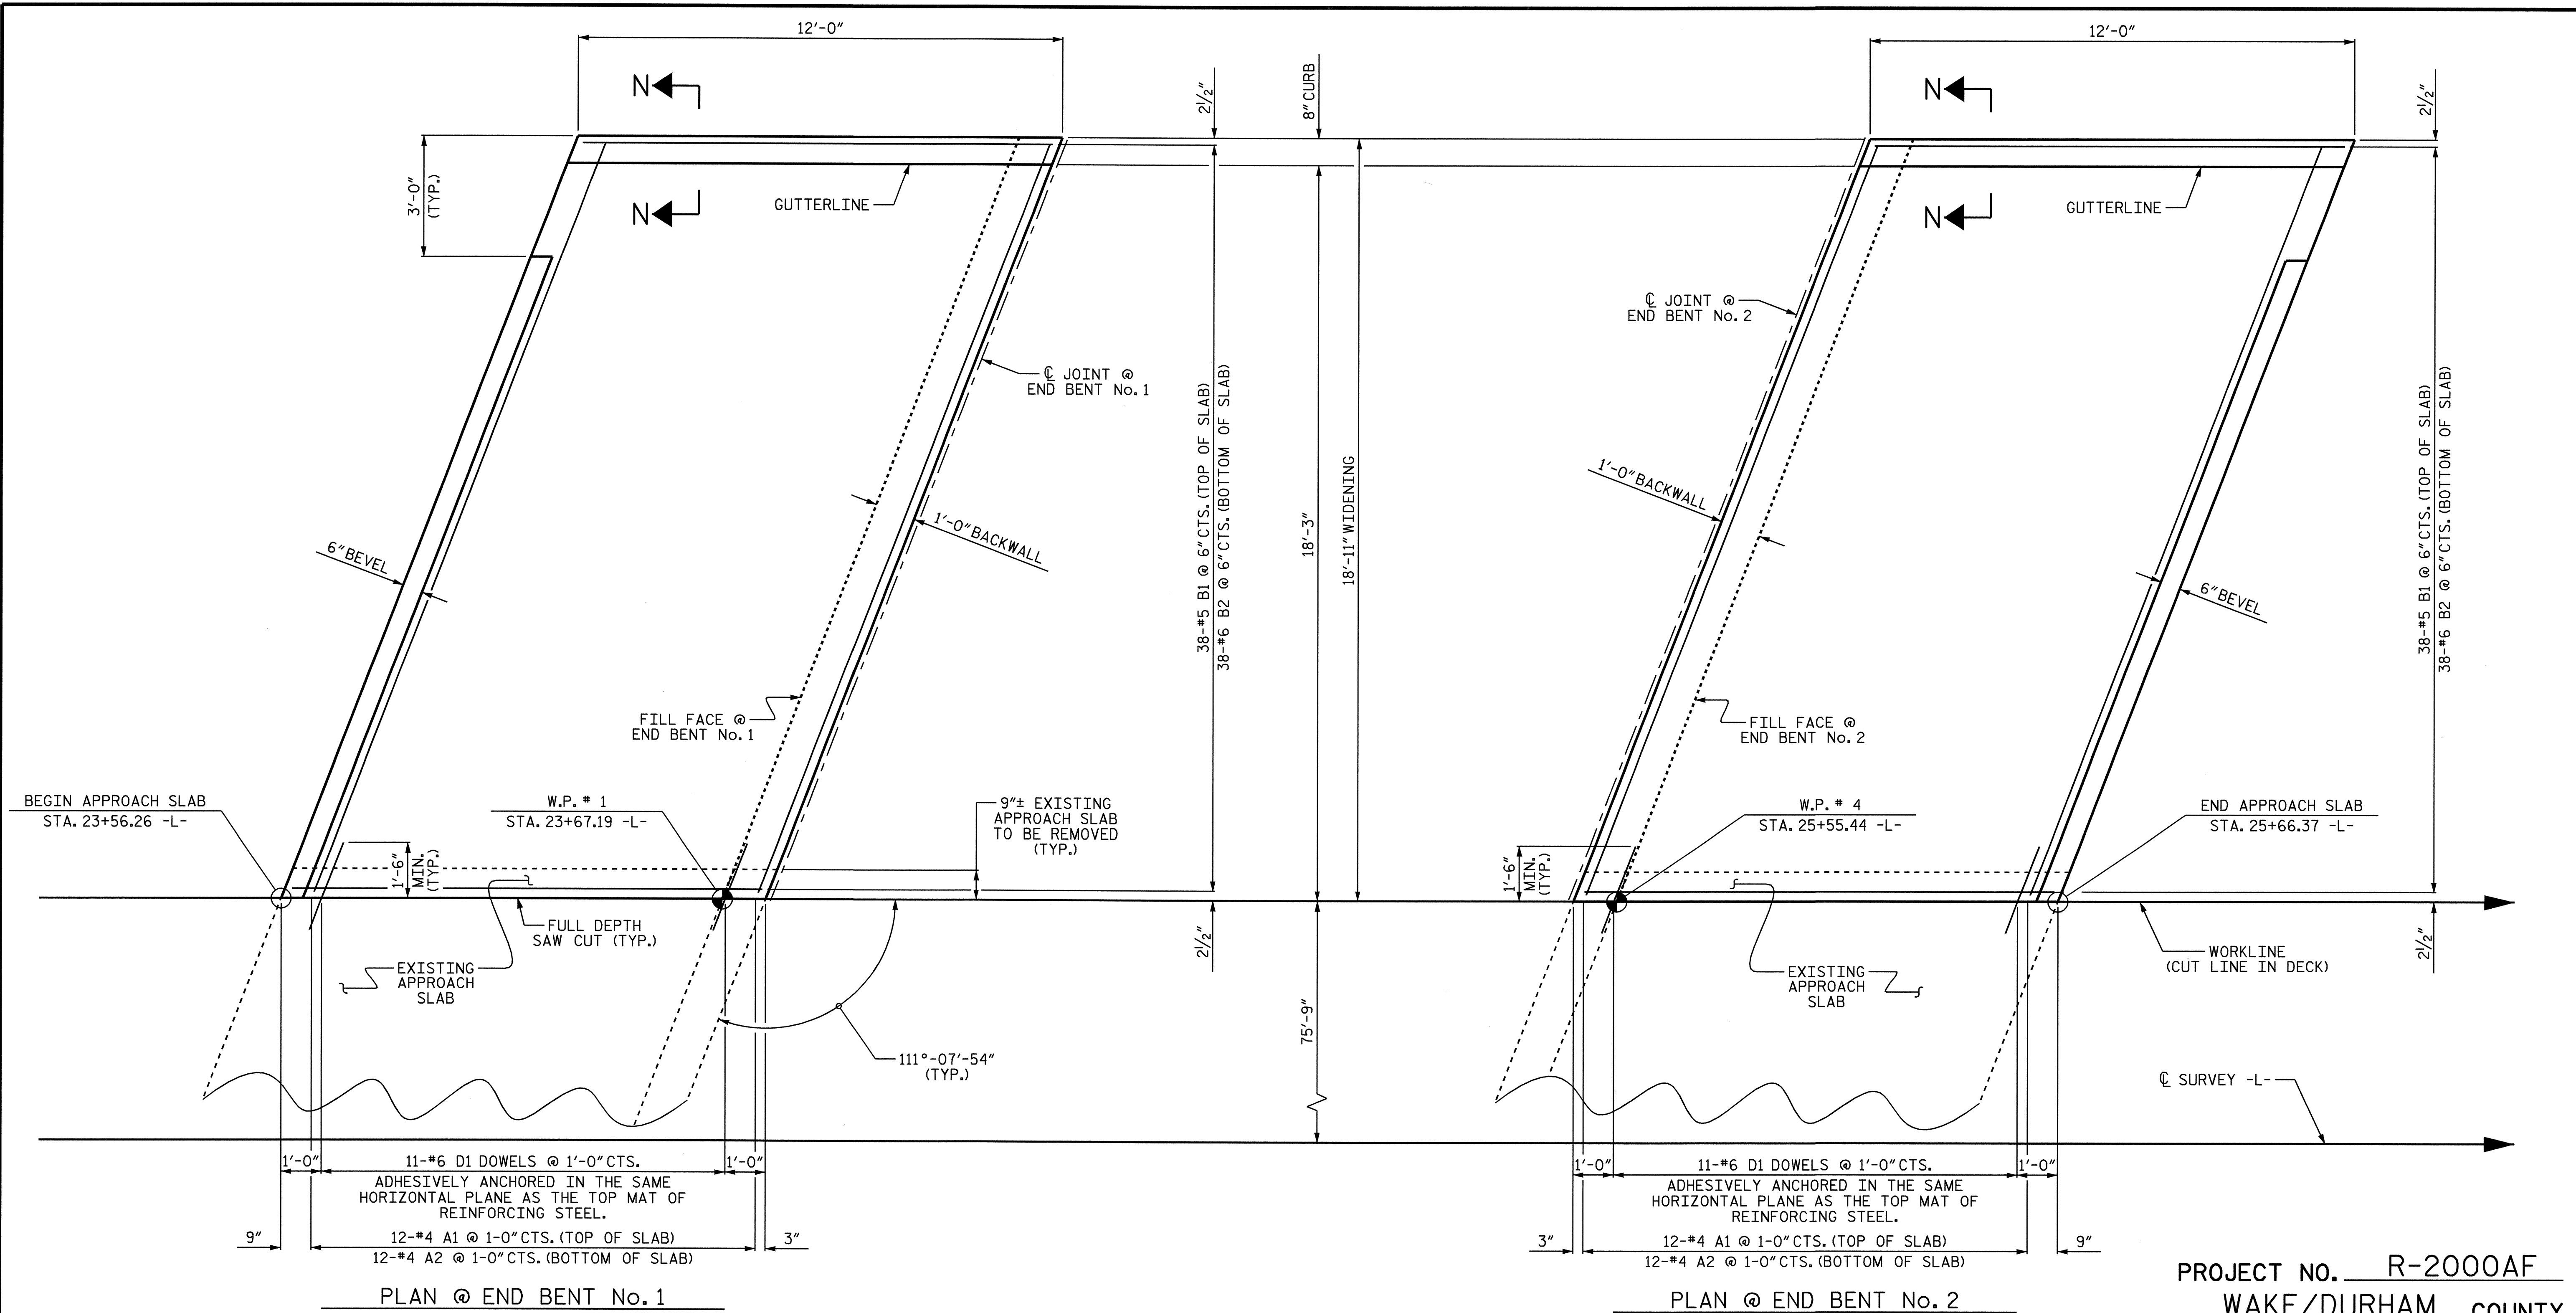 12'-0"
12'-0"
N
N
2½"
8" CURB
2½"
3'-0"
(TYP.)
N
GUTTERLINE
N
GUTTERLINE
℄ JOINT @
END BENT No. 2
℄ JOINT @
END BENT No. 1
38-#5 B1 @ 6" CTS. (TOP OF SLAB)
38-#6 B2 @ 6" CTS. (BOTTOM OF SLAB)
18'-3"
18'-11" WIDENING
38-#5 B1 @ 6" CTS. (TOP OF SLAB)
38-#6 B2 @ 6" CTS. (BOTTOM OF SLAB)
1'-0" BACKWALL
1'-0" BACKWALL
6" BEVEL
6" BEVEL
FILL FACE @
END BENT No. 1
FILL FACE @
END BENT No. 2
BEGIN APPROACH SLAB
STA. 23+56.26 -L-
W.P. # 1
STA. 23+67.19 -L-
9"± EXISTING
APPROACH SLAB
TO BE REMOVED
(TYP.)
W.P. # 4
STA. 25+55.44 -L-
END APPROACH SLAB
STA. 25+66.37 -L-
1'-6"
MIN.
(TYP.)
1'-6"
MIN.
(TYP.)
FULL DEPTH
SAW CUT (TYP.)
2½"
2½"
WORKLINE
(CUT LINE IN DECK)
EXISTING
APPROACH
SLAB
EXISTING
APPROACH
SLAB
75'-9"
111°-07'-54"
(TYP.)
℄ SURVEY -L-
1'-0"
11-#6 D1 DOWELS @ 1'-0" CTS.
1'-0"
ADHESIVELY ANCHORED IN THE SAME
HORIZONTAL PLANE AS THE TOP MAT OF
REINFORCING STEEL.
9"
12-#4 A1 @ 1-0" CTS. (TOP OF SLAB)
3"
12-#4 A2 @ 1-0" CTS. (BOTTOM OF SLAB)
PLAN @ END BENT No. 1
1'-0"
11-#6 D1 DOWELS @ 1'-0" CTS.
1'-0"
ADHESIVELY ANCHORED IN THE SAME
HORIZONTAL PLANE AS THE TOP MAT OF
REINFORCING STEEL.
3"
12-#4 A1 @ 1-0" CTS. (TOP OF SLAB)
9"
12-#4 A2 @ 1-0" CTS. (BOTTOM OF SLAB)
PLAN @ END BENT No. 2
PROJECT NO. R-2000AF
WAKE/DURHAM COUNTY